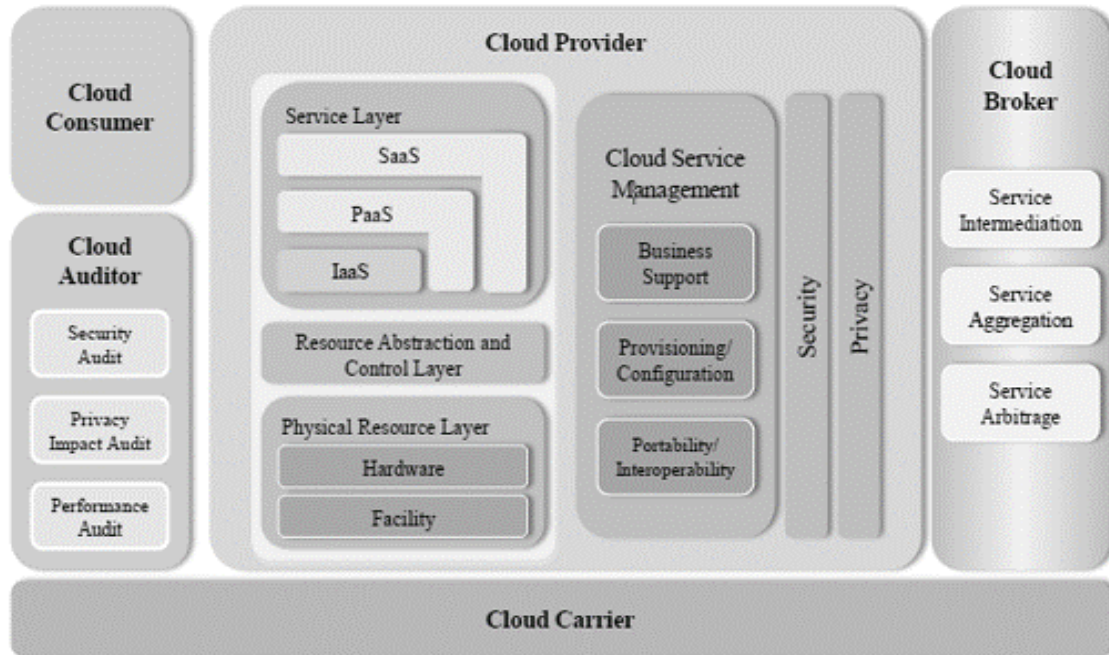 Cloud
Consumer
Cloud
Auditor
Security
Audit
Privacy
Impact Audit
Performance
Audit
Cloud Provider
Service Layer
SaaS
PaaS
IaaS
Resource Abstraction and
Control Layer
Physical Resource Layer
Hardware
Facility
Cloud Service
Management
Business
Support
Provisioning/
Configuration
Portability/
Interoperability
Security
Privacy
Cloud
Broker
Service
Intermediation
Service
Aggregation
Service
Arbitrage
Cloud Carrier